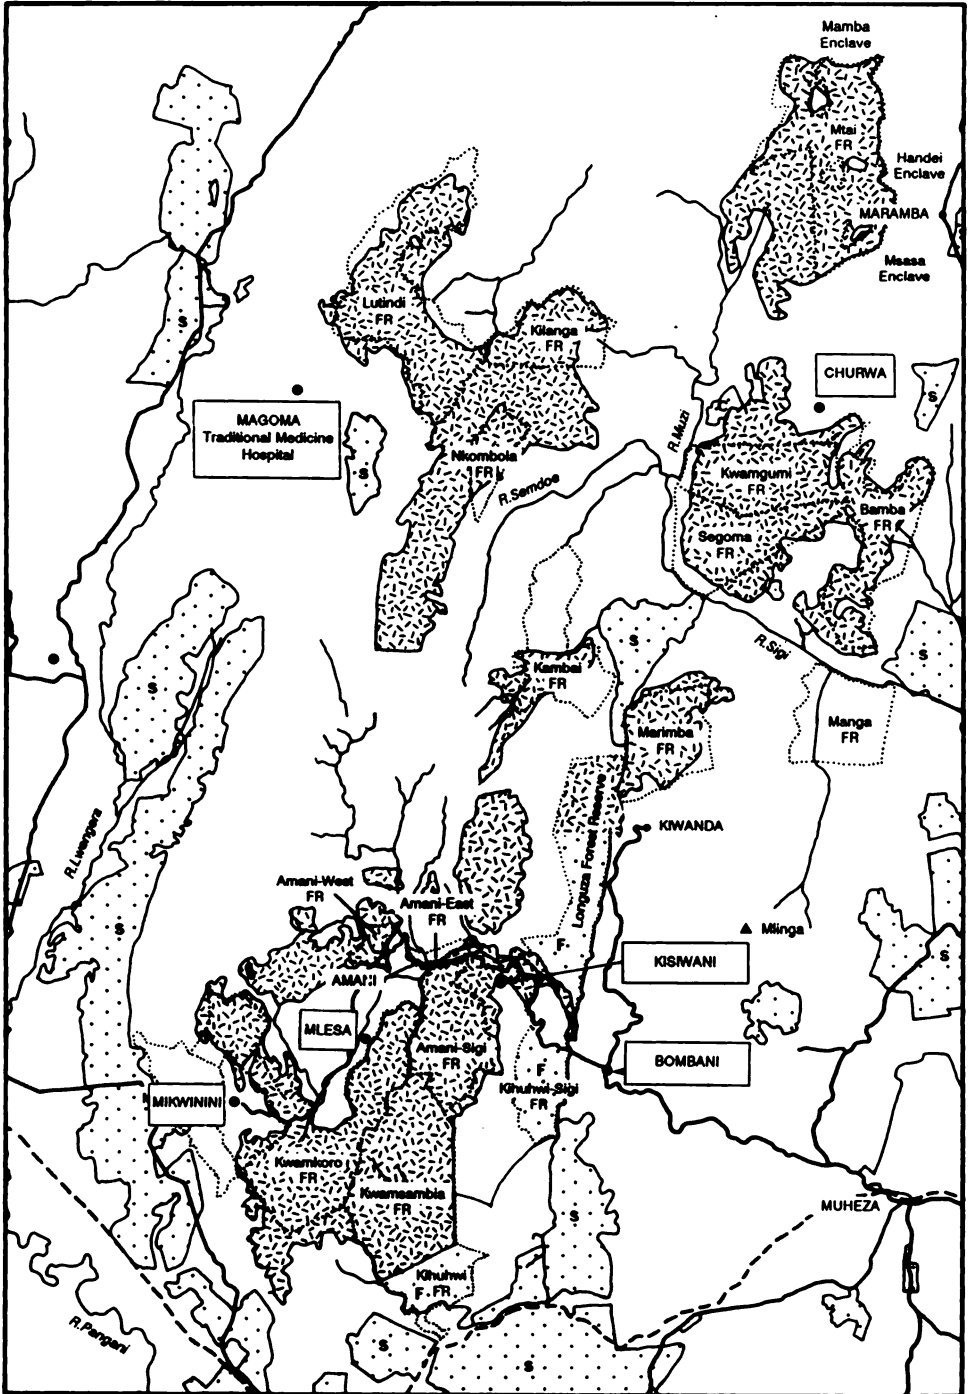 Mamba
Enclave
Mtai
FR
Handei
Enclave
MARAMBA
Msasa
Enclave
Lutindi
FR
Kilanga
FR
S
CHURWA
S
MAGOMA
Traditional Medicine
Hospital
S
R.Muzi
Nkombola
FR
R.Semdoe
Kwamgumi
FR
Bamba
FR
Segoma
FR
S
R.Sigi
S
Kambai
FR
S
Manga
FR
Marimba
FR
Longuza Forest Reserve
KIWANDA
R.Lwengera
Amani-West
FR
Amani-East
FR
S
F
Mlinga
S
KISIWANI
AMANI
MLESA
Amani-Sigi
FR
BOMBANI
F
Kihuhwi-Sigi
FR
MIKWININI
Kwamkoro
FR
Kwamsambia
FR
MUHEZA
S
Kihuhwi
F FR
R.Pangani
S
S